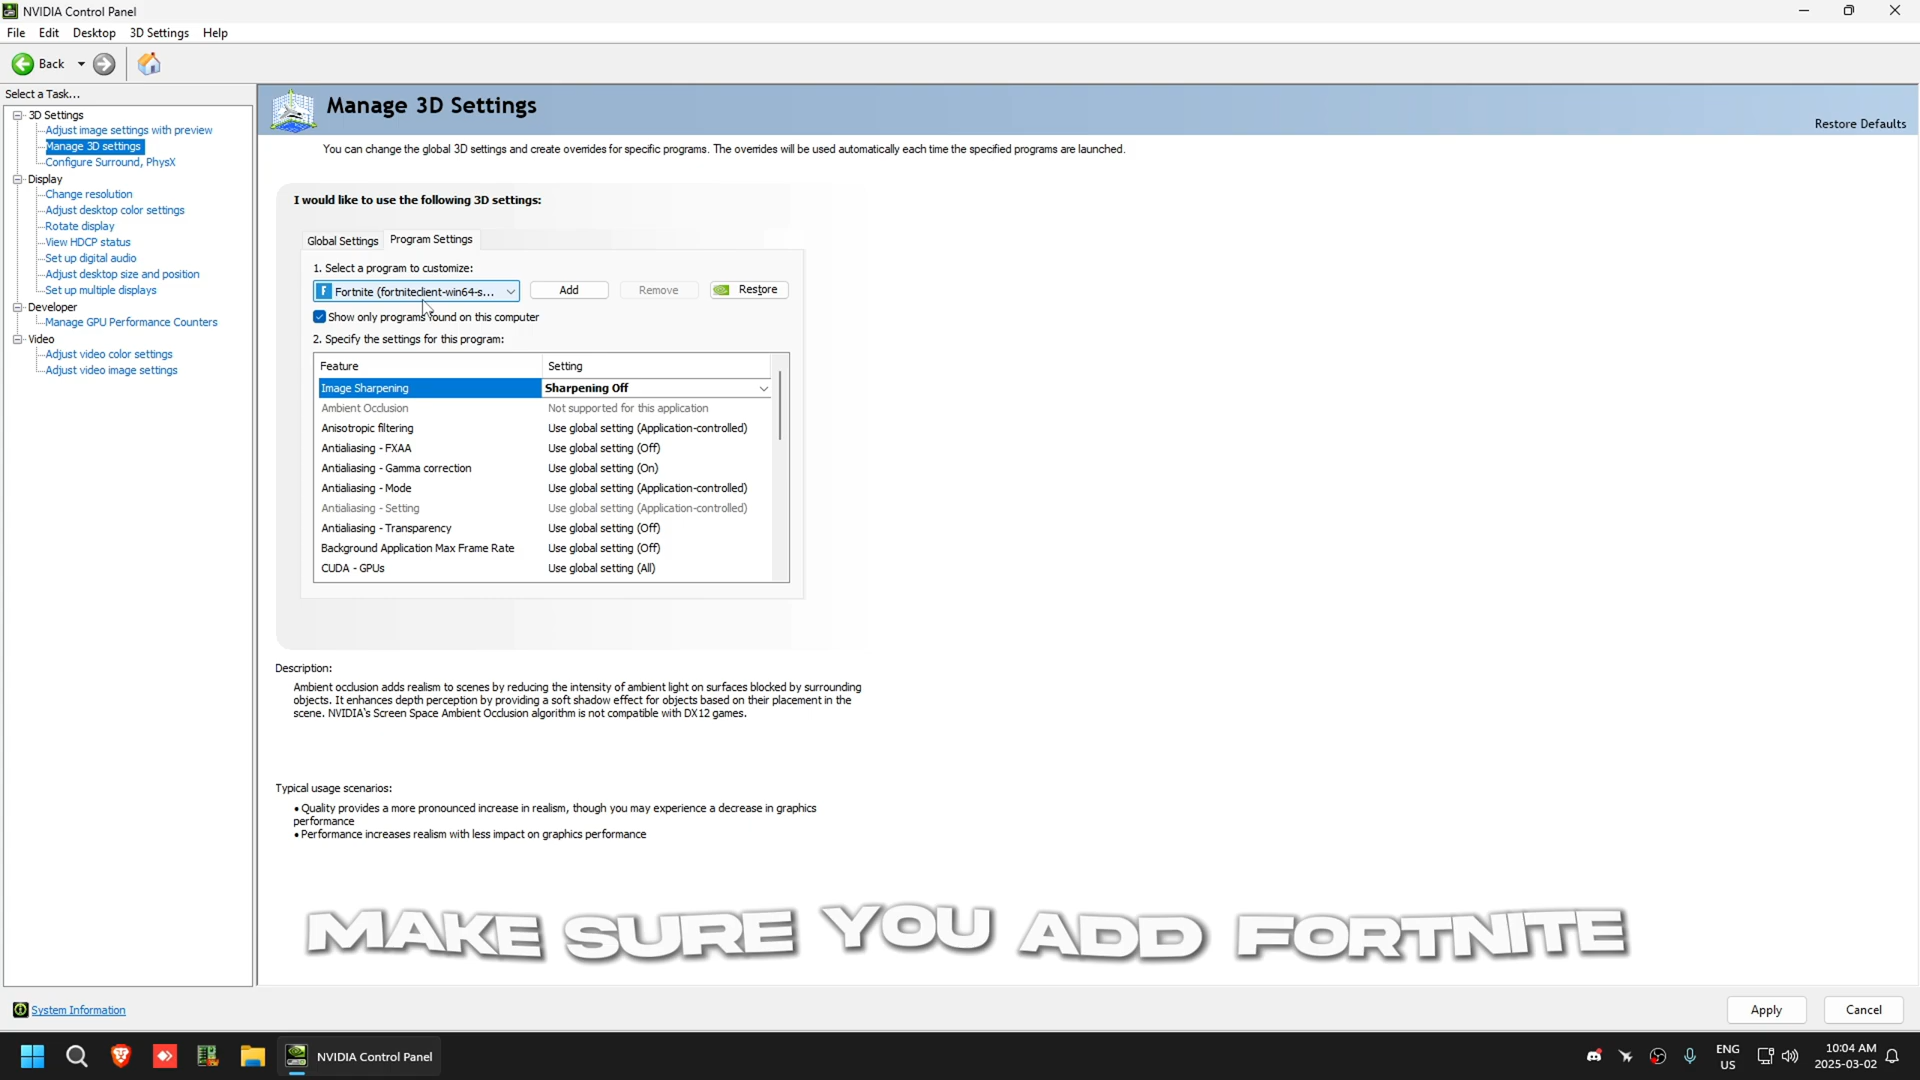 NVIDIA Control Panel
File Edit Desktop 3D Settings Help
Back
Select a Task...
3D Settings
Adjust image settings with preview
Manage 3D settings
Configure Surround, PhysX
Display
Change resolution
Adjust desktop color settings
Rotate display
View HDCP status
Set up digital audio
Adjust desktop size and position
Set up multiple displays
Developer
Manage GPU Performance Counters
Video
Adjust video color settings
Adjust video image settings
Manage 3D Settings
Restore Defaults
You can change the global 3D settings and create overrides for specific programs. The overrides will be used automatically each time the specified programs are launched.
I would like to use the following 3D settings:
Global Settings Program Settings
1. Select a program to customize:
F Fortnite (fortniteclient-win64-s... Add Remove Restore
Show only programs found on this computer
2. Specify the settings for this program:
Feature Setting
Image Sharpening Sharpening Off
Ambient Occlusion Not supported for this application
Anisotropic filtering Use global setting (Application-controlled)
Antialiasing - FXAA Use global setting (Off)
Antialiasing - Gamma correction Use global setting (On)
Antialiasing - Mode Use global setting (Application-controlled)
Antialiasing - Setting Use global setting (Application-controlled)
Antialiasing - Transparency Use global setting (Off)
Background Application Max Frame Rate Use global setting (Off)
CUDA - GPUs Use global setting (All)
Description:
Ambient occlusion adds realism to scenes by reducing the intensity of ambient light on surfaces blocked by surrounding
objects. It enhances depth perception by providing a soft shadow effect for objects based on their placement in the
scene. NVIDIA's Screen Space Ambient Occlusion algorithm is not compatible with DX12 games.
Typical usage scenarios:
• Quality provides a more pronounced increase in realism, though you may experience a decrease in graphics
performance
• Performance increases realism with less impact on graphics performance
MAKE SURE YOU ADD FORTNITE
System Information
Apply Cancel
NVIDIA Control Panel
ENG
US
10:04 AM
2025-03-02